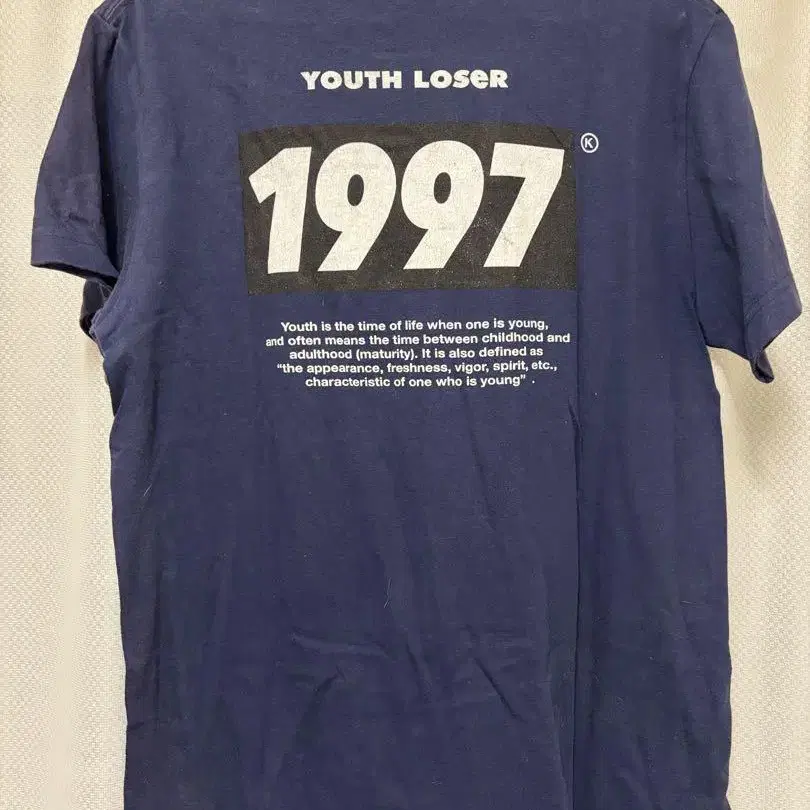 YOUTH LOSeR
1997 Ⓚ
Youth is the time of life when one is young,
and often means the time between childhood and
adulthood (maturity). It is also defined as
“the appearance, freshness, vigor, spirit, etc.,
characteristic of one who is young” .